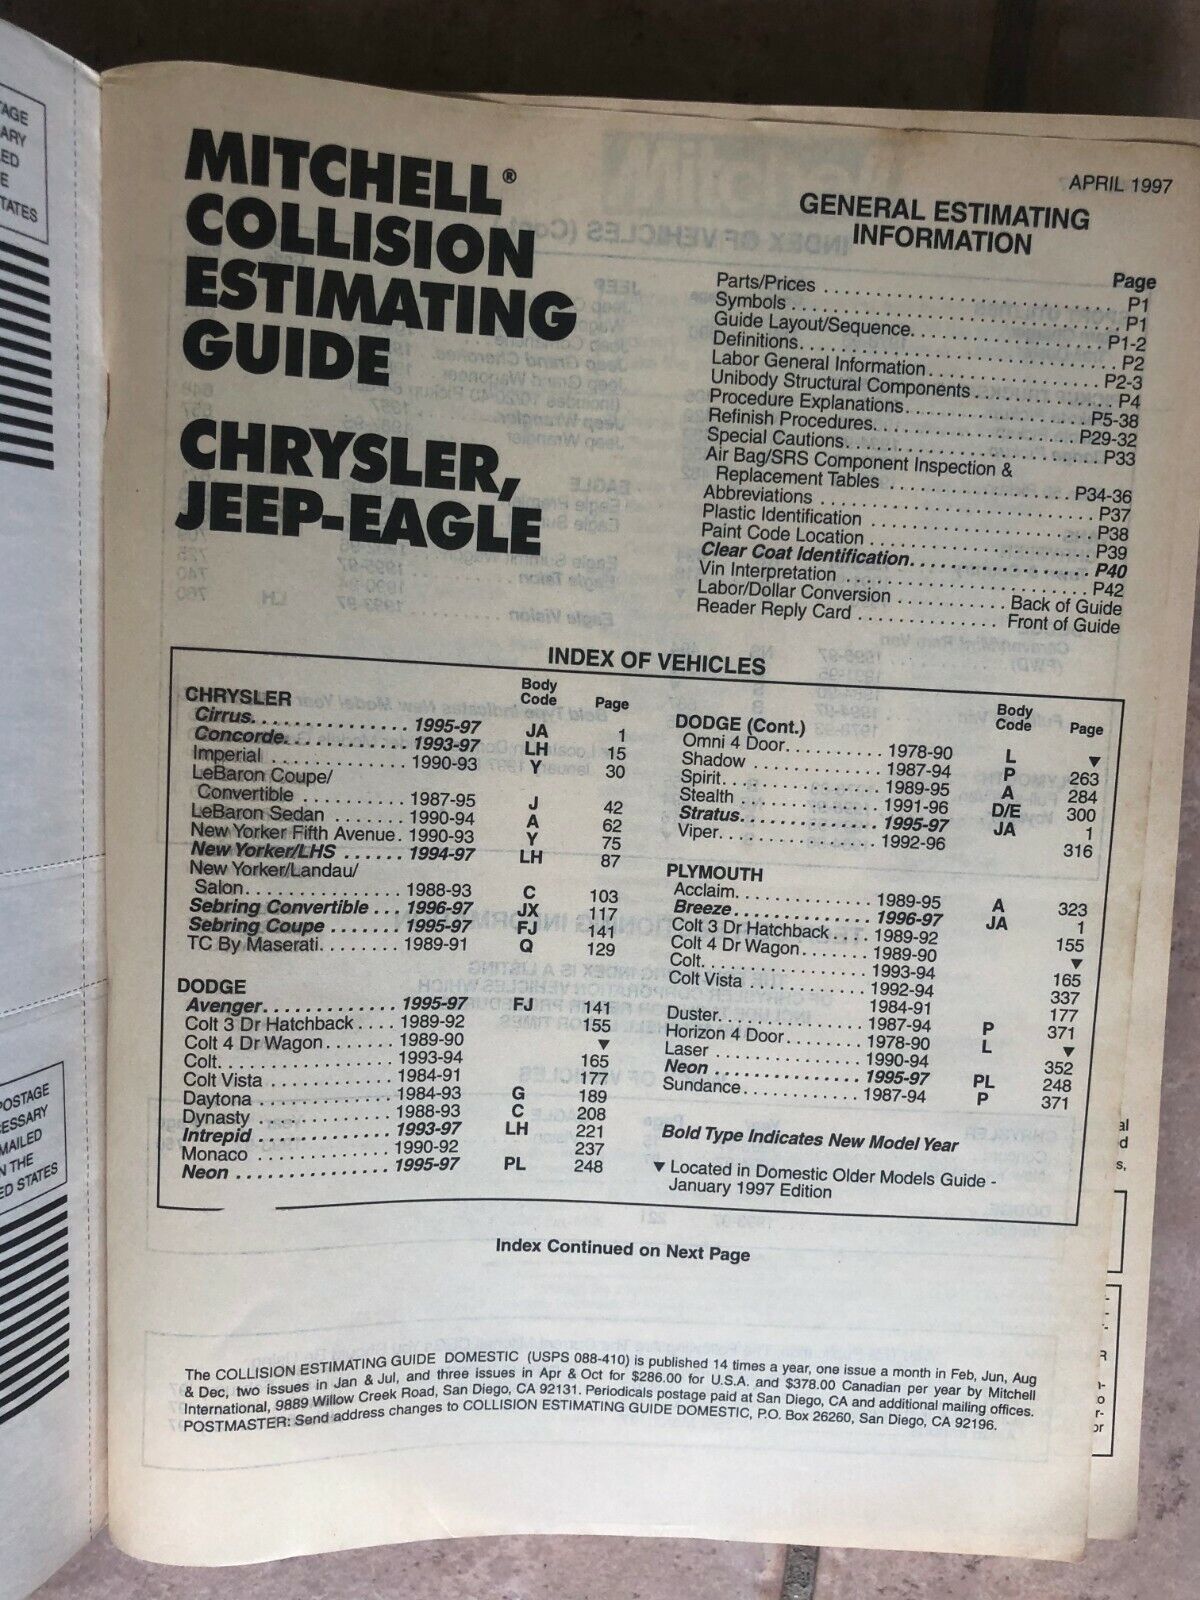 TAGE
ARY
LED
E
TATES
POSTAGE
CESSARY
MAILED
N THE
ED STATES
MITCHELL®
COLLISION
ESTIMATING
GUIDE
CHRYSLER,
JEEP-EAGLE
APRIL 1997
GENERAL ESTIMATING
INFORMATION
Page
Parts/Prices . . . . . . . . . . P1
Symbols . . . . . . . . . . P1
Guide Layout/Sequence. . . . . . . . . . P1-2
Definitions. . . . . . . . . . P2
Labor General Information . . . . . . . . . . P2-3
Unibody Structural Components . . . . . . . . . . P4
Procedure Explanations. . . . . . . . . . P5-38
Refinish Procedures. . . . . . . . . . P29-32
Special Cautions. . . . . . . . . . P33
Air Bag/SRS Component Inspection &
Replacement Tables . . . . . . . . . . P34-36
Abbreviations . . . . . . . . . . P37
Plastic Identification . . . . . . . . . . P38
Paint Code Location . . . . . . . . . . P39
Clear Coat Identification. . . . . . . . . . P40
Vin Interpretation . . . . . . . . . . P42
Labor/Dollar Conversion . . . . . . . . . . Back of Guide
Reader Reply Card . . . . . . . . . . Front of Guide
INDEX OF VEHICLES
Body
Code Page
CHRYSLER
Cirrus. . . . . . . . . . 1995-97 JA 1
Concorde. . . . . . . . . . 1993-97 LH 15
Imperial . . . . . . . . . . 1990-93 Y 30
LeBaron Coupe/
Convertible . . . . . . . . . . 1987-95 J 42
LeBaron Sedan . . . . . . . . . . 1990-94 A 62
New Yorker Fifth Avenue. 1990-93 Y 75
New Yorker/LHS . . . . . . 1994-97 LH 87
New Yorker/Landau/
Salon. . . . . . . . . . 1988-93 C 103
Sebring Convertible . . . 1996-97 JX 117
Sebring Coupe . . . . . . . 1995-97 FJ 141
TC By Maserati. . . . . . . . . 1989-91 Q 129
DODGE
Avenger. . . . . . . . . . 1995-97 FJ 141
Colt 3 Dr Hatchback . . . . 1989-92 155
Colt 4 Dr Wagon. . . . . . . . 1989-90 ▼
Colt. . . . . . . . . . 1993-94 165
Colt Vista . . . . . . . . . . 1984-91 177
Daytona . . . . . . . . . . 1984-93 G 189
Dynasty . . . . . . . . . . 1988-93 C 208
Intrepid . . . . . . . . . . 1993-97 LH 221
Monaco . . . . . . . . . . 1990-92 237
Neon . . . . . . . . . . 1995-97 PL 248
Body
Code Page
DODGE (Cont.)
Omni 4 Door. . . . . . . . . . 1978-90 L ▼
Shadow . . . . . . . . . . 1987-94 P 263
Spirit. . . . . . . . . . 1989-95 A 284
Stealth . . . . . . . . . . 1991-96 D/E 300
Stratus. . . . . . . . . . 1995-97 JA 1
Viper. . . . . . . . . . 1992-96 316
PLYMOUTH
Acclaim. . . . . . . . . . 1989-95 A 323
Breeze. . . . . . . . . . 1996-97 JA 1
Colt 3 Dr Hatchback . . . . 1989-92 155
Colt 4 Dr Wagon. . . . . . . . 1989-90 ▼
Colt. . . . . . . . . . 1993-94 165
Colt Vista . . . . . . . . . . 1992-94 337
1984-91 177
Duster. . . . . . . . . . 1987-94 P 371
Horizon 4 Door. . . . . . . . . . 1978-90 L ▼
Laser . . . . . . . . . . 1990-94 352
Neon . . . . . . . . . . 1995-97 PL 248
Sundance. . . . . . . . . . 1987-94 P 371
Bold Type Indicates New Model Year
▼ Located in Domestic Older Models Guide -
January 1997 Edition
Index Continued on Next Page
The COLLISION ESTIMATING GUIDE DOMESTIC (USPS 088-410) is published 14 times a year, one issue a month in Feb, Jun, Aug
& Dec, two issues in Jan & Jul, and three issues in Apr & Oct for $286.00 for U.S.A. and $378.00 Canadian per year by Mitchell
International, 9889 Willow Creek Road, San Diego, CA 92131. Periodicals postage paid at San Diego, CA and additional mailing offices.
POSTMASTER: Send address changes to COLLISION ESTIMATING GUIDE DOMESTIC, P.O. Box 26260, San Diego, CA 92196.